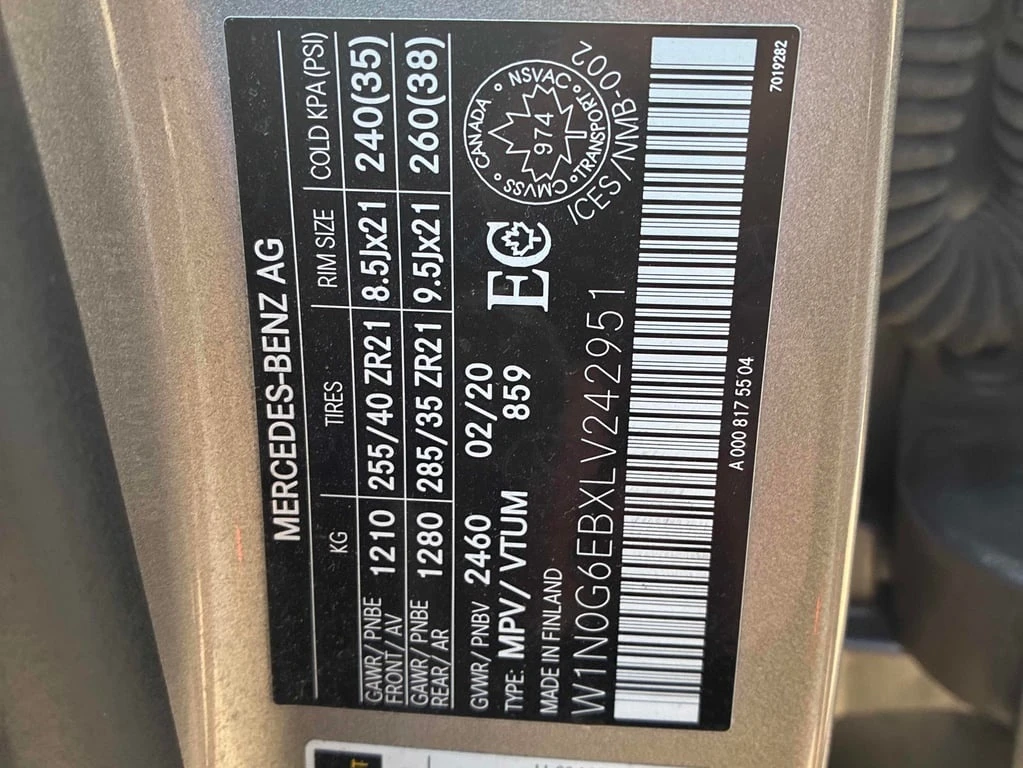 MERCEDES-BENZ AG
KG TIRES RIM SIZE COLD KPA (PSI)
GAWR/PNBE FRONT/AV 1210 255/40 ZR21 8.5Jx21 240(35)
GAWR/PNBE REAR/AR 1280 285/35 ZR21 9.5Jx21 260(38)
GVWR/PNBV 2460 02/20
TYPE: MPV/VTUM 859
MADE IN FINLAND
EC
CANADA • NSVAC • TRANSPORT • CMVSS •
974
ICES/NMB-002
W1N0G6EBXLV242951
A 000 817 55 04
7019282